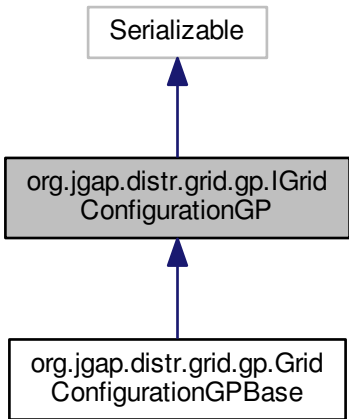 Serializable
org.jgap.distr.grid.gp.IGrid
ConfigurationGP
org.jgap.distr.grid.gp.Grid
ConfigurationGPBase